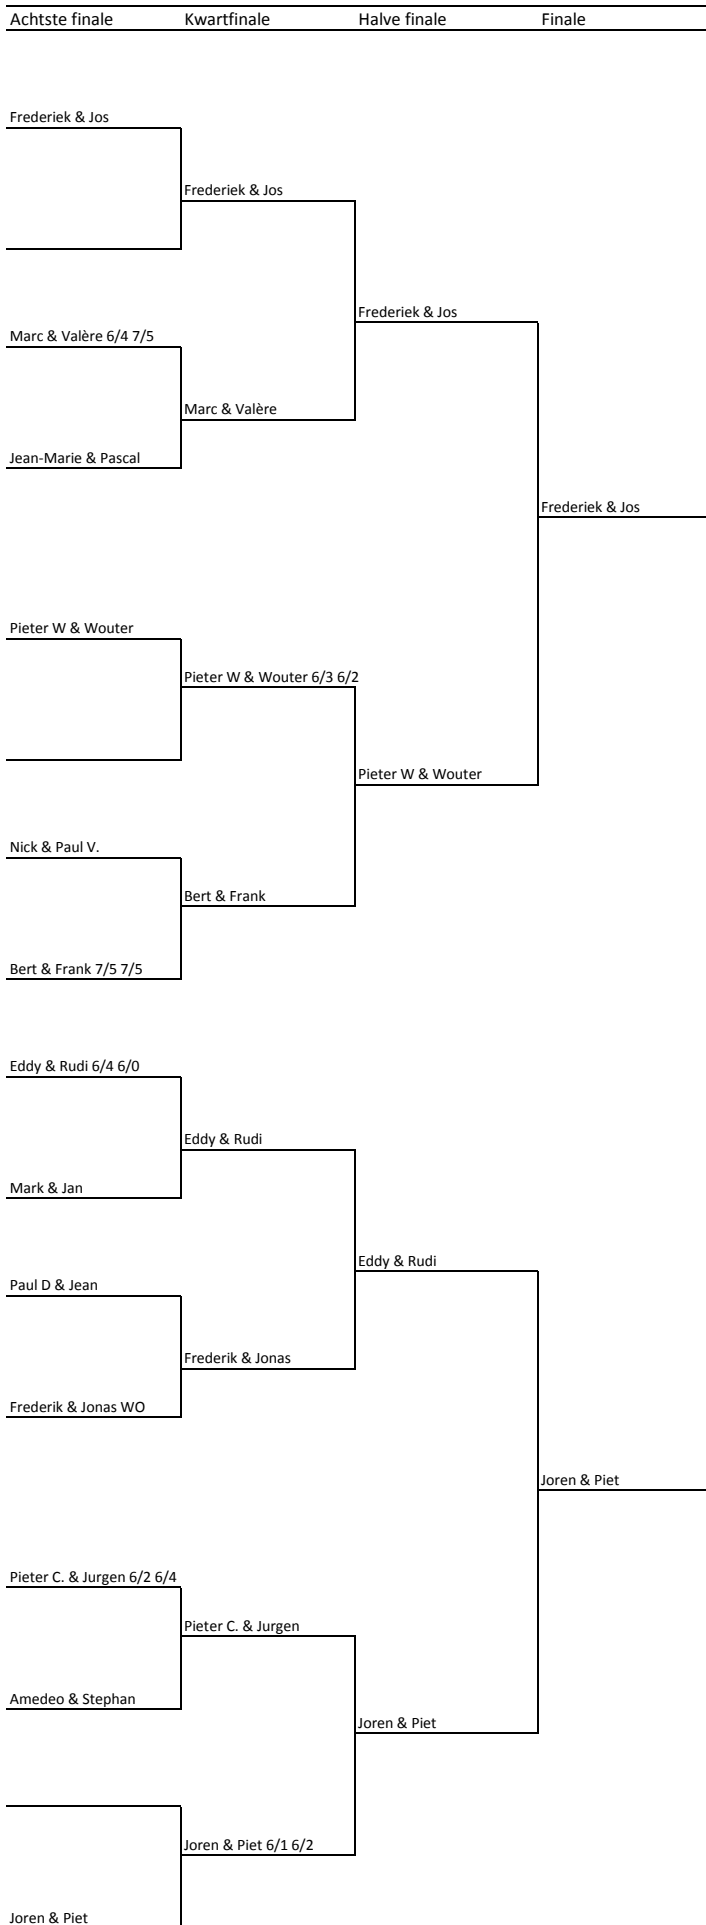 Achtste finale Kwartfinale Halve finale Finale
Frederiek & Jos
Frederiek & Jos
Frederiek & Jos
Marc & Valère 6/4 7/5
Marc & Valère
Jean-Marie & Pascal
Frederiek & Jos
Pieter W & Wouter
Pieter W & Wouter 6/3 6/2
Pieter W & Wouter
Nick & Paul V.
Bert & Frank
Bert & Frank 7/5 7/5
Eddy & Rudi 6/4 6/0
Eddy & Rudi
Mark & Jan
Eddy & Rudi
Paul D & Jean
Frederik & Jonas
Frederik & Jonas WO
Joren & Piet
Pieter C. & Jurgen 6/2 6/4
Pieter C. & Jurgen
Amedeo & Stephan
Joren & Piet
Joren & Piet 6/1 6/2
Joren & Piet